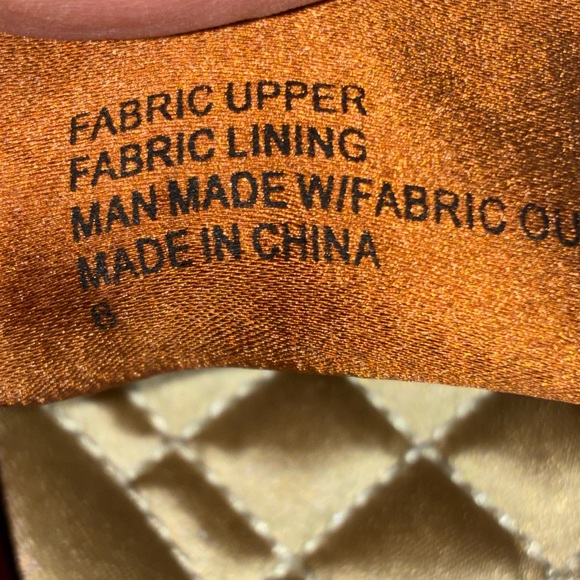 FABRIC UPPER
FABRIC LINING
MAN MADE W/FABRIC OU
MADE IN CHINA
6